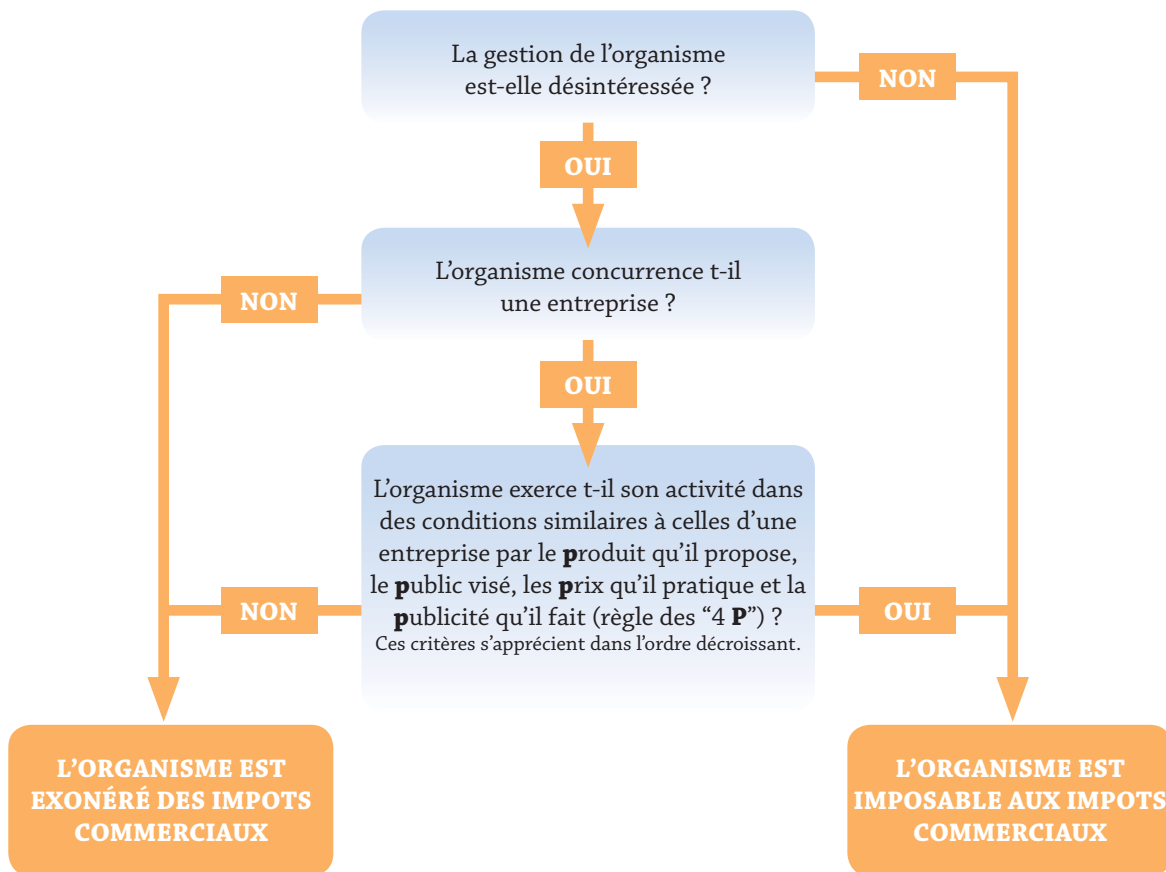 La gestion de l'organisme
est-elle désintéressée ?
NON
OUI
L'organisme concurrence t-il
une entreprise ?
NON
OUI
L'organisme exerce t-il son activité dans
des conditions similaires à celles d'une
entreprise par le produit qu'il propose,
le public visé, les prix qu'il pratique et la
publicité qu'il fait (règle des “4 P”) ?
Ces critères s'apprécient dans l'ordre décroissant.
NON
OUI
L'ORGANISME EST
EXONÉRÉ DES IMPOTS
COMMERCIAUX
L'ORGANISME EST
IMPOSABLE AUX IMPOTS
COMMERCIAUX